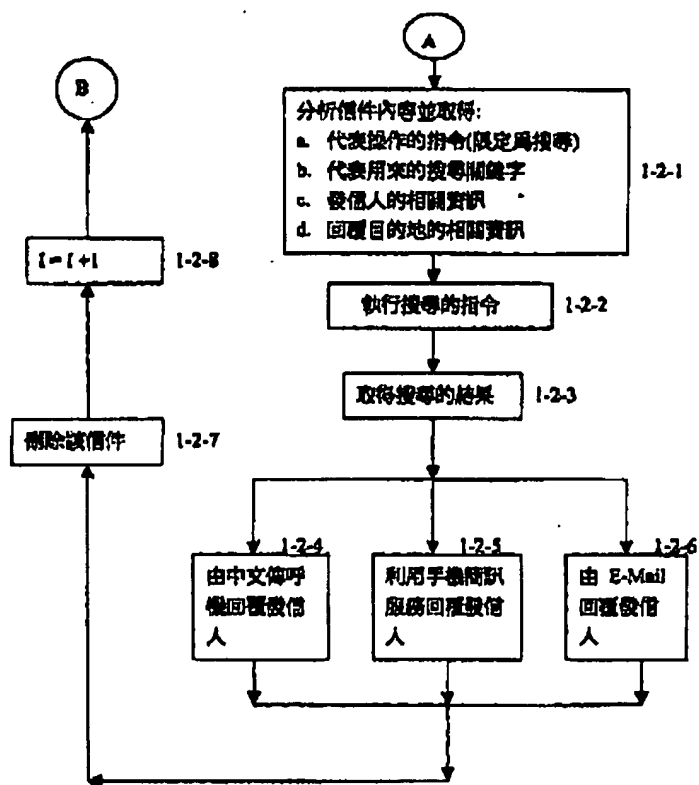 A
分析信件內容並取得:
a. 代表操作的指令(限定爲搜尋)
b. 代表用來的搜尋關鍵字
c. 發信人的相關資訊
d. 回覆目的地的相關資訊
1-2-1
執行搜尋的指令
1-2-2
取得搜尋的結果
1-2-3
1-2-4
由中文傳呼
機回覆發信
人
1-2-5
利用手機簡訊
服務回覆發信
人
1-2-6
由 E-Mail
回覆發信
人
刪除該信件
1-2-7
I = I +1
1-2-8
B